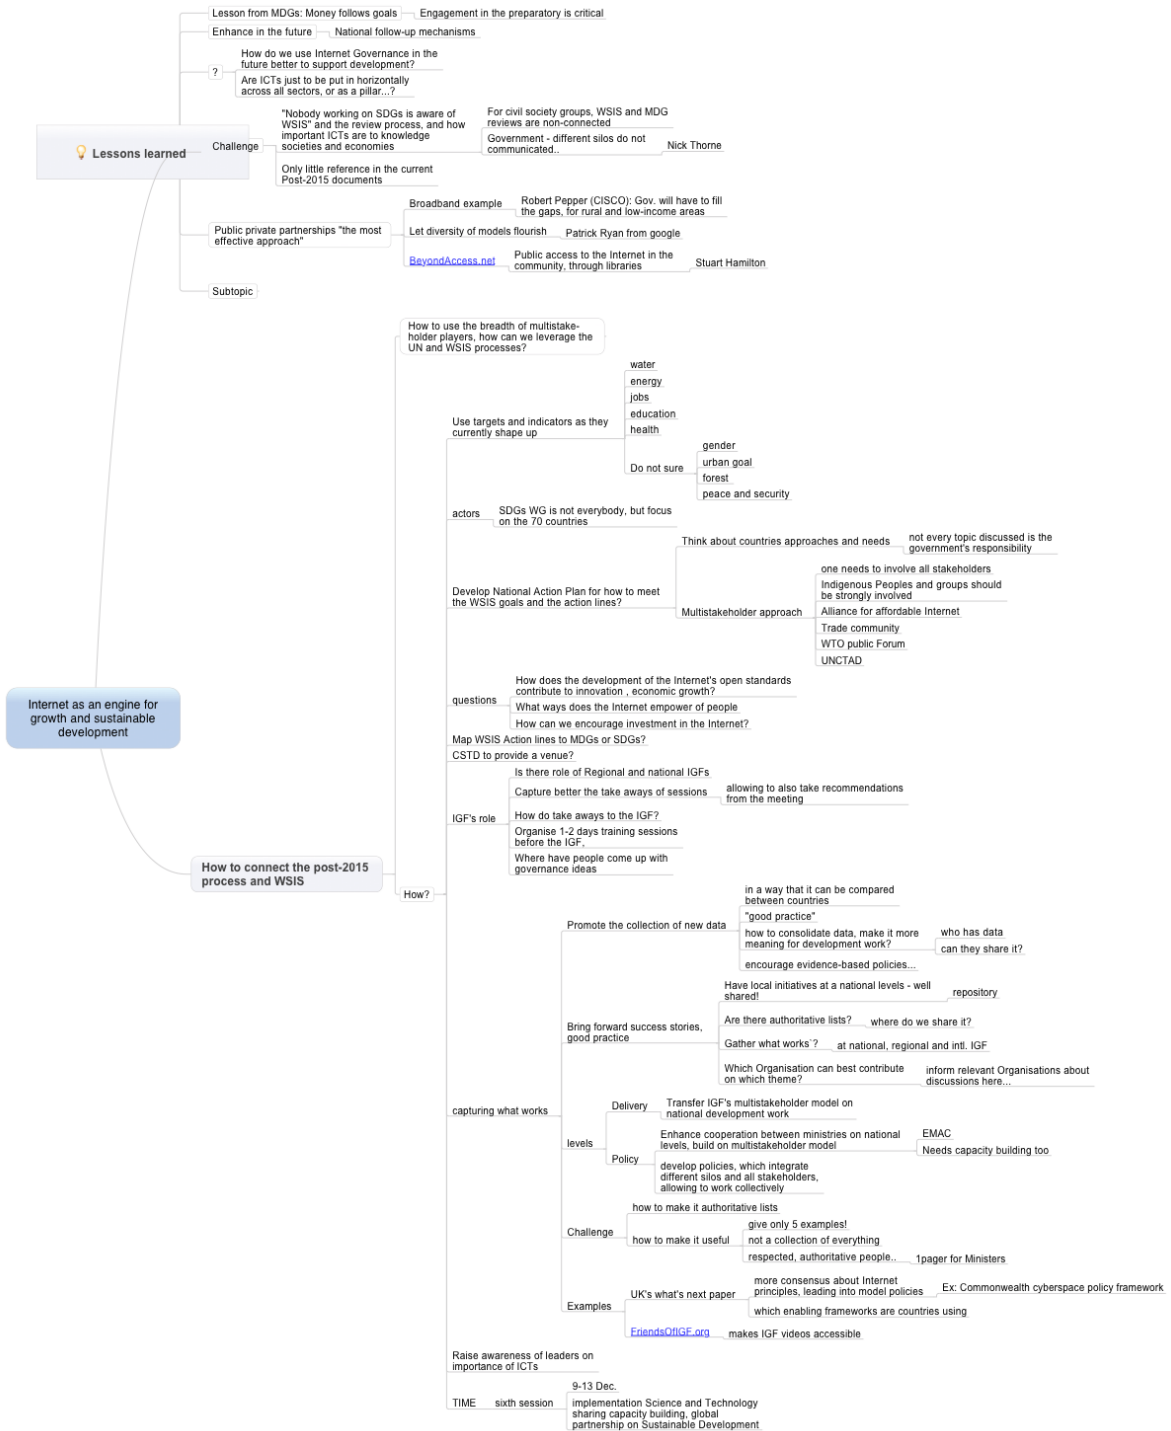 Lesson from MDGs: Money follows goals
Engagement in the preparatory is critical
Enhance in the future
National follow-up mechanisms
?
How do we use Internet Governance in the
future better to support development?
Are ICTs just to be put in horizontally
across all sectors, or as a pillar...?
Lessons learned
Challenge
"Nobody working on SDGs is aware of
WSIS" and the review process, and how
important ICTs are to knowledge
societies and economies
For civil society groups, WSIS and MDG
reviews are non-connected
Government - different silos do not
communicated..
Nick Thorne
Only little reference in the current
Post-2015 documents
Public private partnerships "the most
effective approach"
Broadband example
Robert Pepper (CISCO): Gov. will have to fill
the gaps, for rural and low-income areas
Let diversity of models flourish
Patrick Ryan from google
BeyondAccess.net
Public access to the Internet in the
community, through libraries
Stuart Hamilton
Subtopic
Internet as an engine for
growth and sustainable
development
How to connect the post-2015
process and WSIS
How to use the breadth of multistake-
holder players, how can we leverage the
UN and WSIS processes?
How?
Use targets and indicators as they
currently shape up
water
energy
jobs
education
health
Do not sure
gender
urban goal
forest
peace and security
actors
SDGs WG is not everybody, but focus
on the 70 countries
Develop National Action Plan for how to meet
the WSIS goals and the action lines?
Think about countries approaches and needs
not every topic discussed is the
government's responsibility
Multistakeholder approach
one needs to involve all stakeholders
Indigenous Peoples and groups should
be strongly involved
Alliance for affordable Internet
Trade community
WTO public Forum
UNCTAD
questions
How does the development of the Internet's open standards
contribute to innovation , economic growth?
What ways does the Internet empower of people
How can we encourage investment in the Internet?
Map WSIS Action lines to MDGs or SDGs?
CSTD to provide a venue?
IGF's role
Is there role of Regional and national IGFs
Capture better the take aways of sessions
allowing to also take recommendations
from the meeting
How do take aways to the IGF?
Organise 1-2 days training sessions
before the IGF,
Where have people come up with
governance ideas
capturing what works
Promote the collection of new data
in a way that it can be compared
between countries
"good practice"
how to consolidate data, make it more
meaning for development work?
who has data
can they share it?
encourage evidence-based policies...
Bring forward success stories,
good practice
Have local initiatives at a national levels - well
shared!
repository
Are there authoritative lists?
where do we share it?
Gather what works`?
at national, regional and intl. IGF
Which Organisation can best contribute
on which theme?
inform relevant Organisations about
discussions here...
levels
Delivery
Transfer IGF's multistakeholder model on
national development work
Policy
Enhance cooperation between ministries on national
levels, build on multistakeholder model
EMAC
Needs capacity building too
develop policies, which integrate
different silos and all stakeholders,
allowing to work collectively
Challenge
how to make it authoritative lists
how to make it useful
give only 5 examples!
not a collection of everything
respected, authoritative people..
1pager for Ministers
Examples
UK's what's next paper
more consensus about Internet
principles, leading into model policies
Ex: Commonwealth cyberspace policy framework
which enabling frameworks are countries using
FriendsOfIGF.org
makes IGF videos accessible
Raise awareness of leaders on
importance of ICTs
TIME
sixth session
9-13 Dec.
implementation Science and Technology
sharing capacity building, global
partnership on Sustainable Development